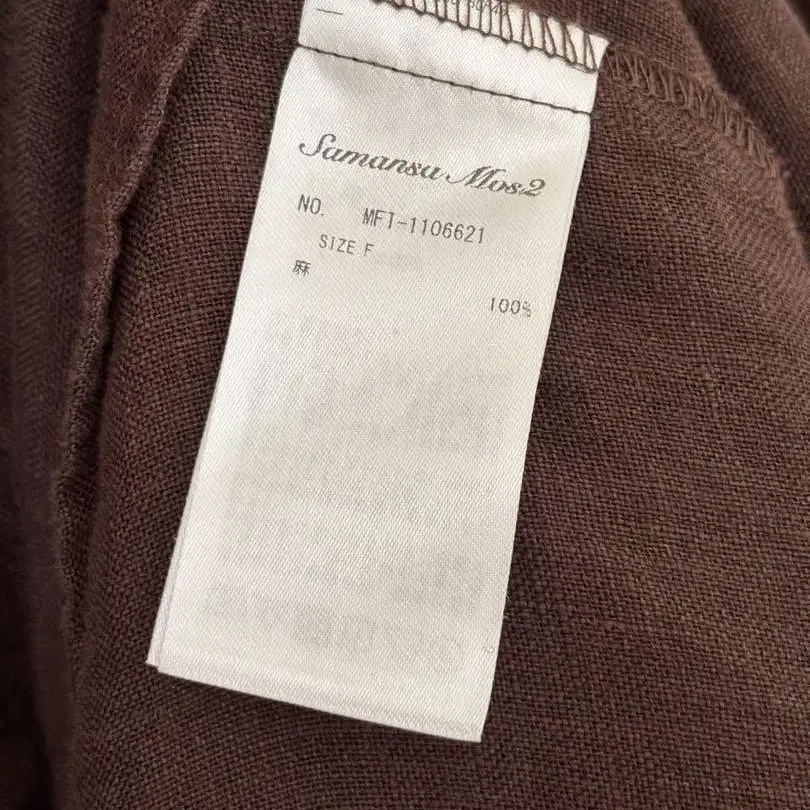 Samansa Mos2
NO. MFT-1106621
SIZE F
麻
100%